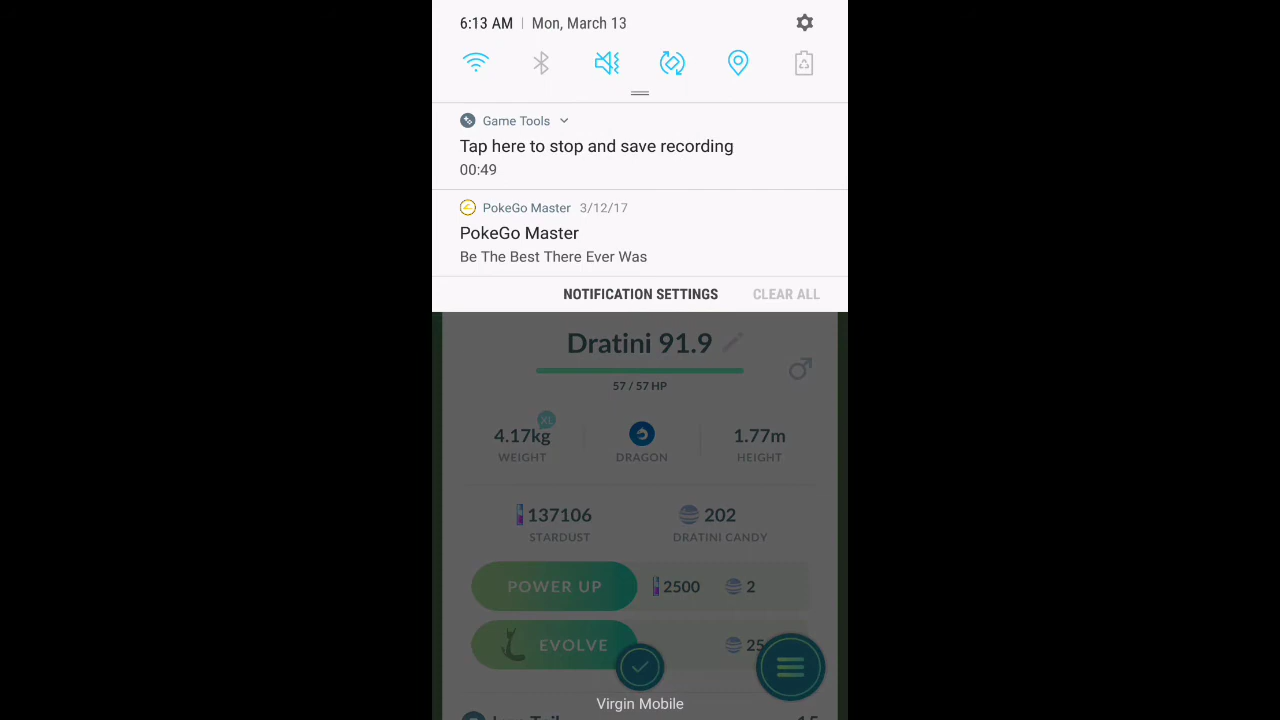 6:13 AM | Mon, March 13
Game Tools
Tap here to stop and save recording
00:49
PokeGo Master 3/12/17
PokeGo Master
Be The Best There Ever Was
NOTIFICATION SETTINGS CLEAR ALL
Dratini 91.9
57 / 57 HP
XL
4.17kg 1.77m
WEIGHT DRAGON HEIGHT
137106 202
STARDUST DRATINI CANDY
POWER UP 2500 2
EVOLVE 25
Virgin Mobile